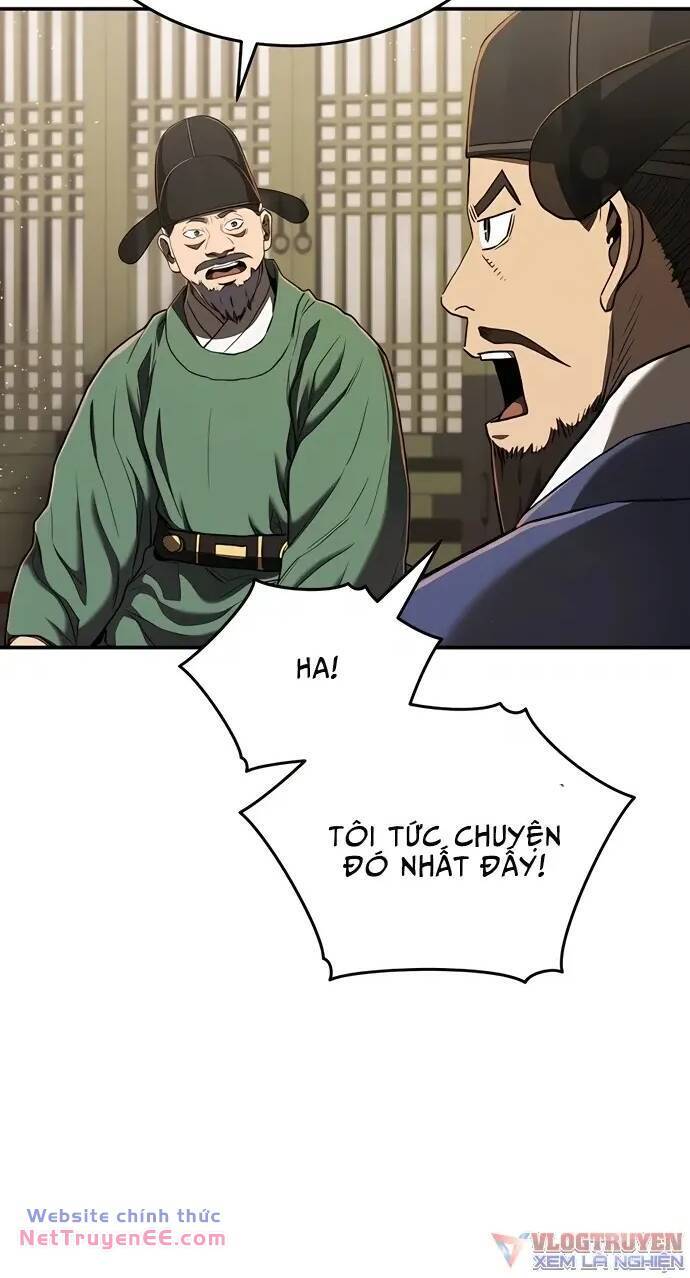 HA!
TÔI TỨC CHUYỆN
ĐÓ NHẤT ĐẤY!
Website chính thức
NetTruyenEE.com
VLOGTRUYEN
XEM LÀ NGHIỆN